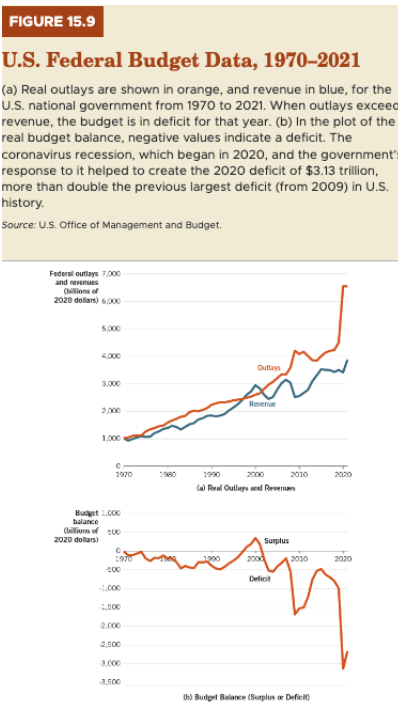 FIGURE 15.9
U.S. Federal Budget Data, 1970–2021
(a) Real outlays are shown in orange, and revenue in blue, for the
U.S. national government from 1970 to 2021. When outlays exceed
revenue, the budget is in deficit for that year. (b) In the plot of the
real budget balance, negative values indicate a deficit. The
coronavirus recession, which began in 2020, and the government's
response to it helped to create the 2020 deficit of $3.13 trillion,
more than double the previous largest deficit (from 2009) in U.S.
history.
Source: U.S. Office of Management and Budget.
Federal outlays
and revenues
(billions of
2020 dollars)
7,000
6,000
5,000
4,000
3,000
2,000
1,000
0
Outlays
Revenue
1970 1980 1990 2000 2010 2020
(a) Real Outlays and Revenues
Budget
balance
(billions of
2020 dollars)
1,000
500
0
-500
-1,000
-1,500
-2,000
-2,500
-3,000
-3,500
1970 1980 1990 2000 2010 2020
Surplus
Deficit
(b) Budget Balance (Surplus or Deficit)